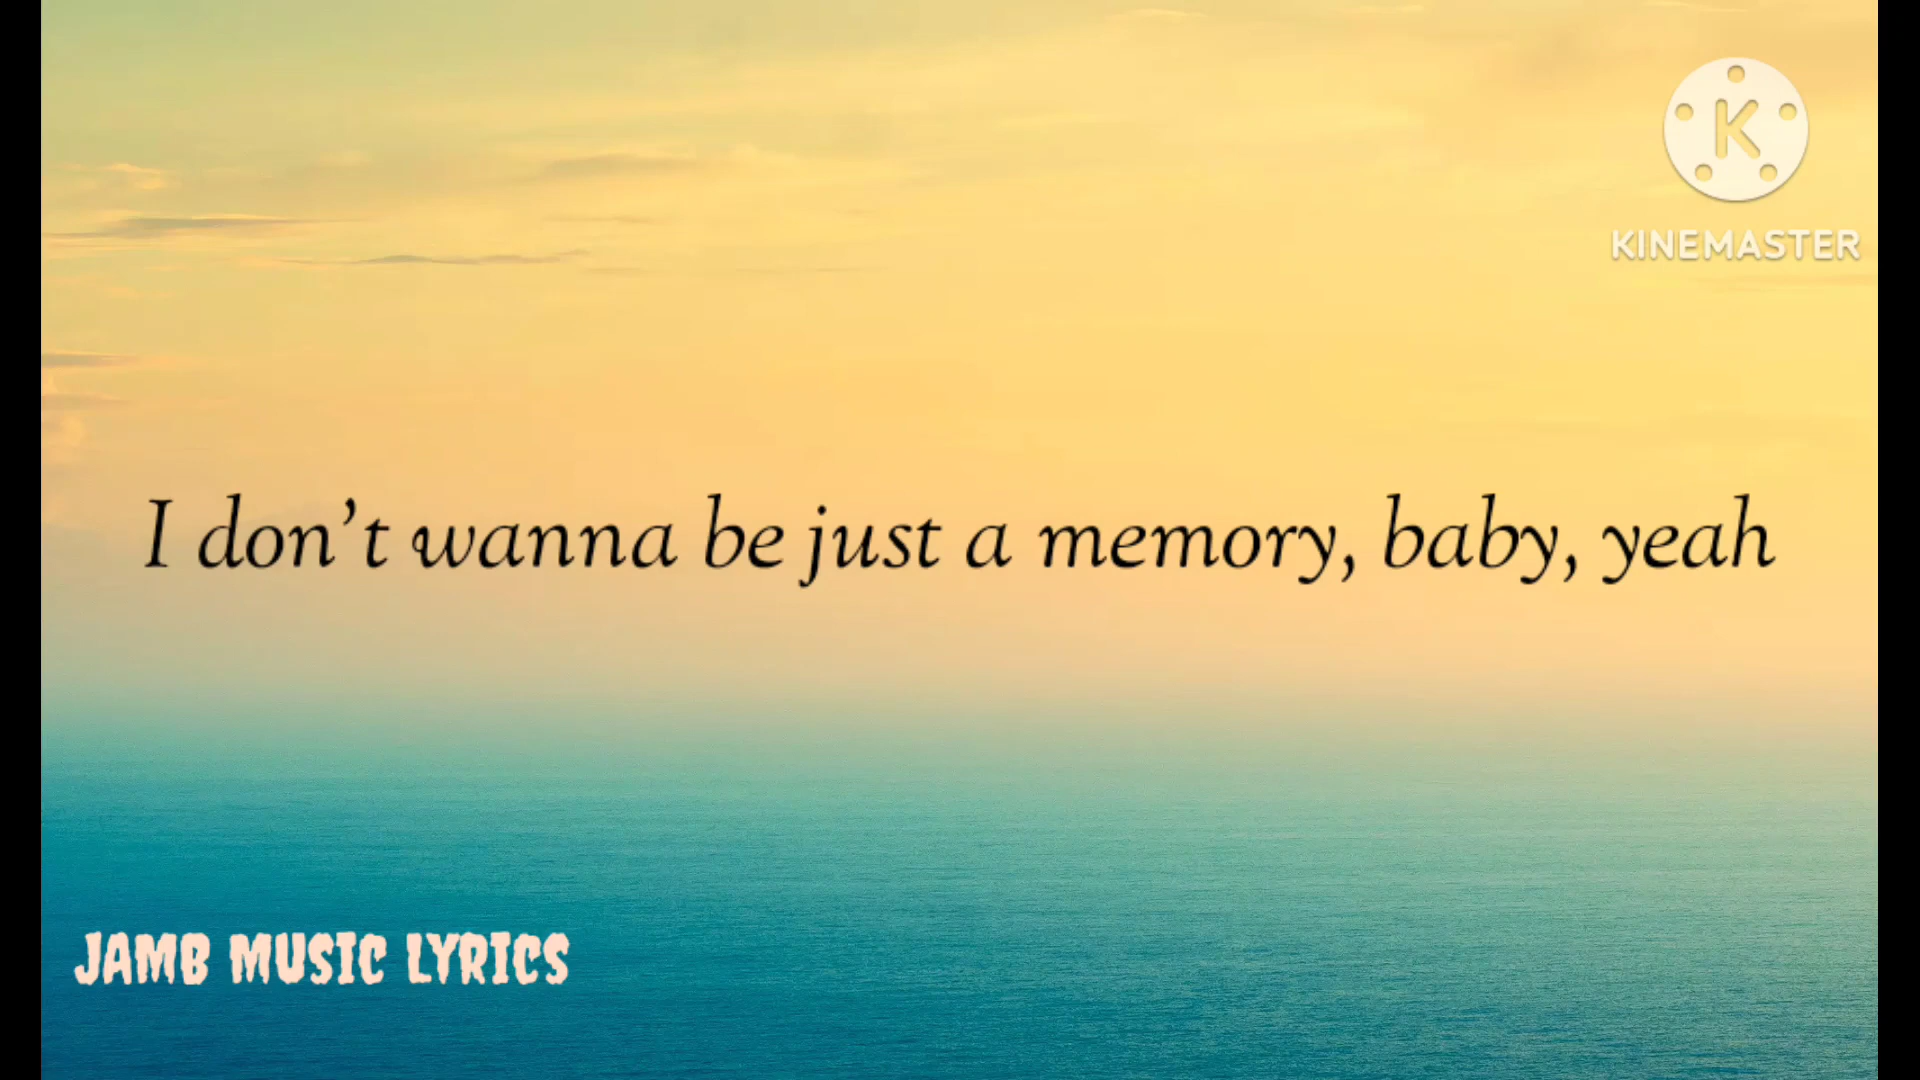 K
KINEMASTER
I don’t wanna be just a memory, baby, yeah
JAMB MUSIC LYRICS